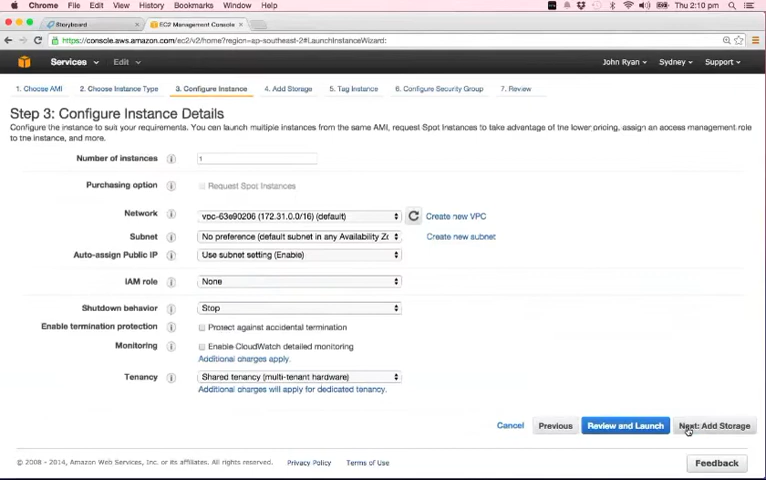 Chrome File Edit View History Bookmarks Window Help Thu 2:10 pm
Storyboard EC2 Management Console
https://console.aws.amazon.com/ec2/v2/home?region=ap-southeast-2#LaunchInstanceWizard:
Services Edit John Ryan Sydney Support
1. Choose AMI 2. Choose Instance Type 3. Configure Instance 4. Add Storage 5. Tag Instance 6. Configure Security Group 7. Review
Step 3: Configure Instance Details
Configure the instance to suit your requirements. You can launch multiple instances from the same AMI, request Spot Instances to take advantage of the lower pricing, assign an access management role
to the instance, and more.
Number of instances 1
Purchasing option Request Spot Instances
Network vpc-63e90206 (172.31.0.0/16) (default) Create new VPC
Subnet No preference (default subnet in any Availability Zc Create new subnet
Auto-assign Public IP Use subnet setting (Enable)
IAM role None
Shutdown behavior Stop
Enable termination protection Protect against accidental termination
Monitoring Enable CloudWatch detailed monitoring
Additional charges apply.
Tenancy Shared tenancy (multi-tenant hardware)
Additional charges will apply for dedicated tenancy.
Cancel Previous Review and Launch Next: Add Storage
© 2008 - 2014, Amazon Web Services, Inc. or its affiliates. All rights reserved. Privacy Policy Terms of Use Feedback